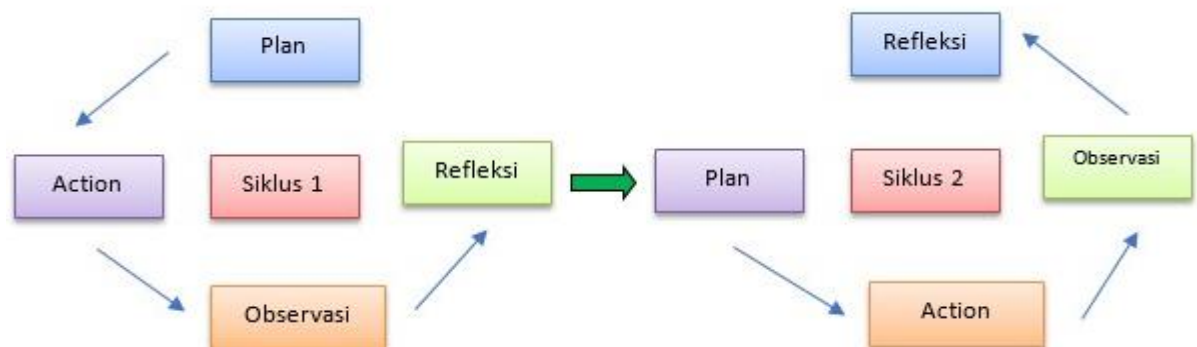 Plan
Refleksi
Action
Siklus 1
Refleksi
Plan
Siklus 2
Observasi
Observasi
Action